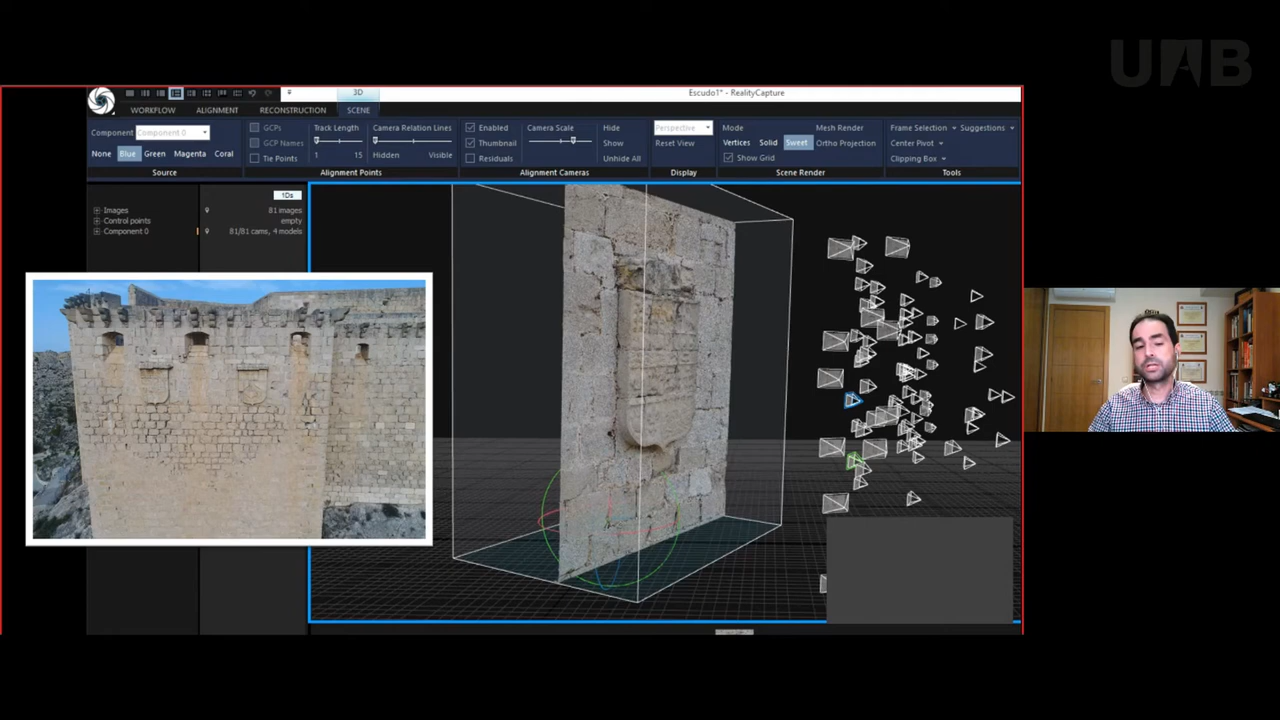 UAB
3D
Escudo1* - RealityCapture
WORKFLOW ALIGNMENT RECONSTRUCTION SCENE
Component Component 0
None Blue Green Magenta Coral
Source
GCPs
GCP Names
Tie Points
Track Length
1 15
Camera Relation Lines
Hidden Visible
Alignment Points
Enabled
Thumbnail
Residuals
Camera Scale
Hide
Show
Unhide All
Alignment Cameras
Perspective
Reset View
Display
Mode
Vertices Solid Sweet
Show Grid
Mesh Render
Ortho Projection
Scene Render
Frame Selection Suggestions
Center Pivot
Clipping Box
Tools
1Ds
Images 81 images
Control points empty
Component 0 81/81 cams, 4 models